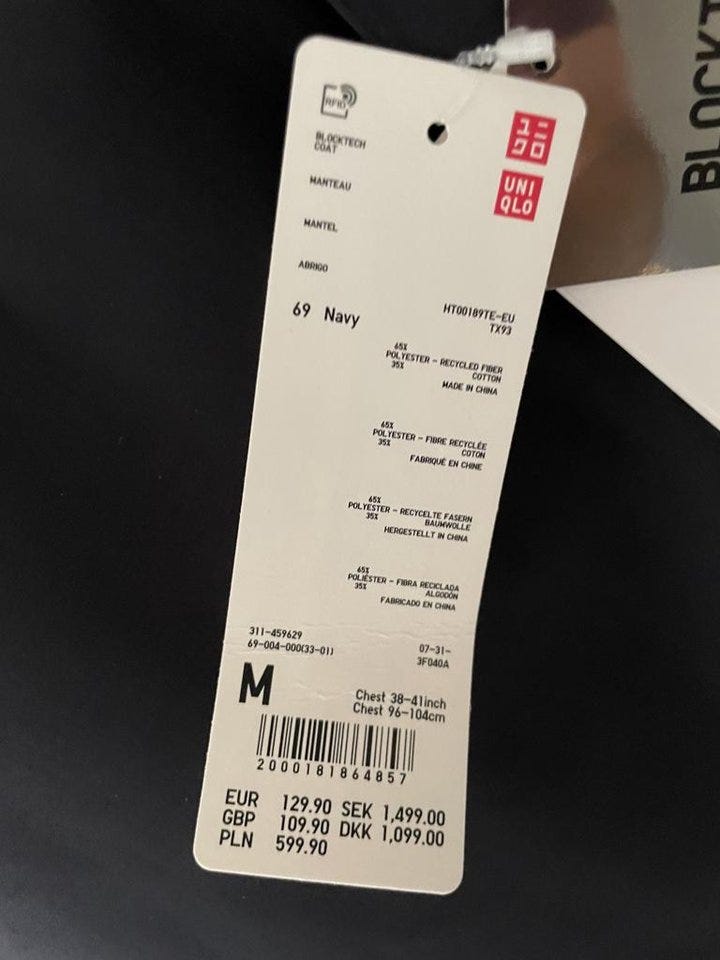 RFID
BLOCKTECH
COAT
MANTEAU
MANTEL
ABRIGO
ユニ
クロ
UNI
QLO
69 Navy
HT00189TE-EU
TX93
65%
POLYESTER - RECYCLED FIBER
35%
COTTON
MADE IN CHINA
65%
POLYESTER - FIBRE RECYCLÉE
35%
COTON
FABRIQUÉ EN CHINE
65%
POLYESTER - RECYCELTE FASERN
35%
BAUMWOLLE
HERGESTELLT IN CHINA
65%
POLIÉSTER - FIBRA RECICLADA
35%
ALGODÓN
FABRICADO EN CHINA
311-459629
69-004-000(33-01)
07-31-
3F040A
M
Chest 38-41inch
Chest 96-104cm
2000181864857
EUR 129.90 SEK 1,499.00
GBP 109.90 DKK 1,099.00
PLN 599.90
BLOCKT